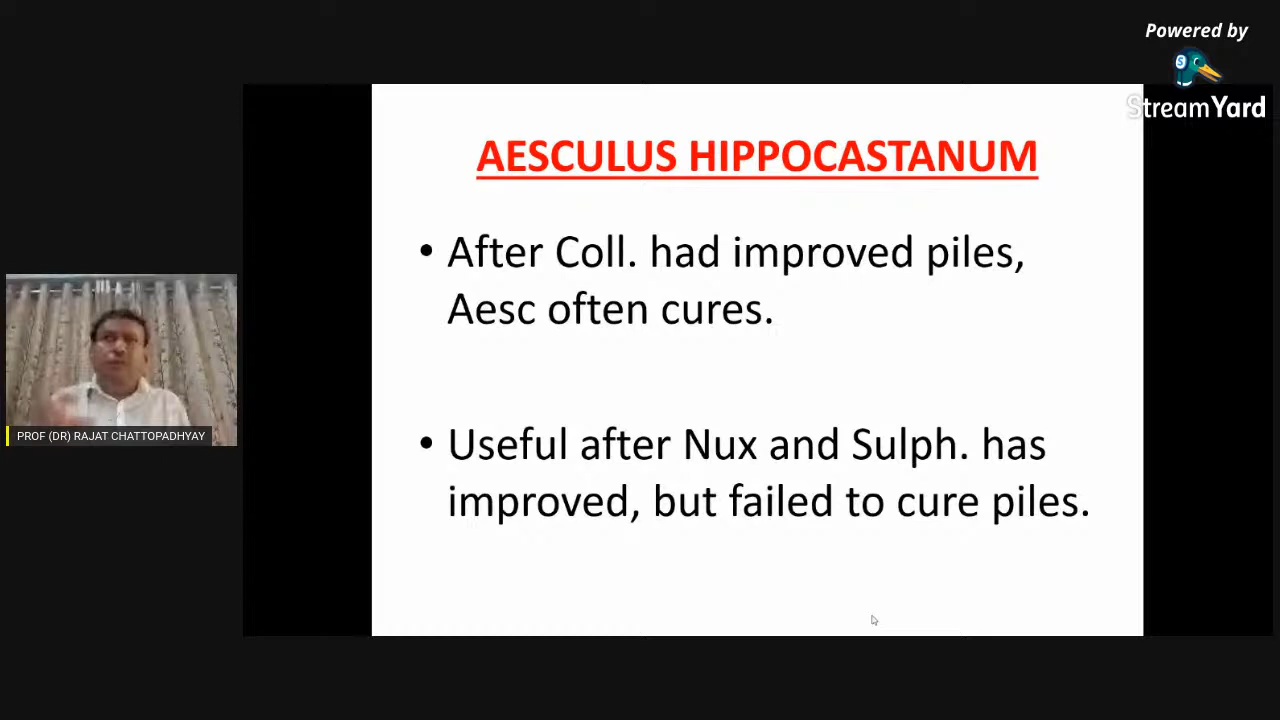 Powered by
StreamYard
AESCULUS HIPPOCASTANUM
• After Coll. had improved piles,
Aesc often cures.
• Useful after Nux and Sulph. has
improved, but failed to cure piles.
PROF (DR) RAJAT CHATTOPADHYAY